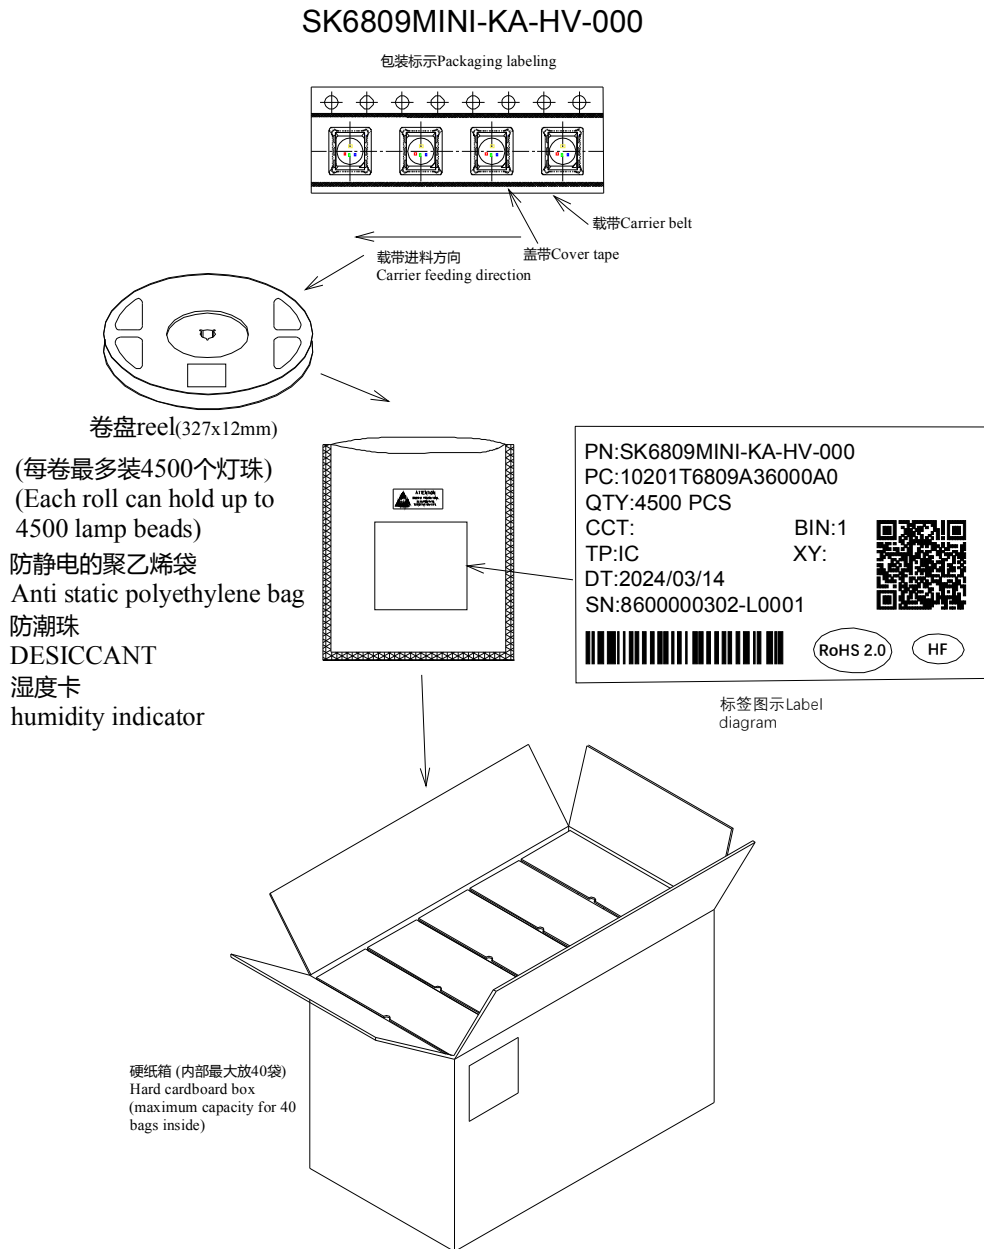 SK6809MINI-KA-HV-000
包装标示Packaging labeling
载带Carrier belt
盖带Cover tape
载带进料方向
Carrier feeding direction
卷盘reel(327x12mm)
(每卷最多装4500个灯珠)
(Each roll can hold up to
4500 lamp beads)
防静电的聚乙烯袋
Anti static polyethylene bag
防潮珠
DESICCANT
湿度卡
humidity indicator
PN:SK6809MINI-KA-HV-000
PC:10201T6809A36000A0
QTY:4500 PCS
CCT: BIN:1
TP:IC XY:
DT:2024/03/14
SN:8600000302-L0001
RoHS 2.0 HF
标签图示Label
diagram
硬纸箱 (内部最大放40袋)
Hard cardboard box
(maximum capacity for 40
bags inside)